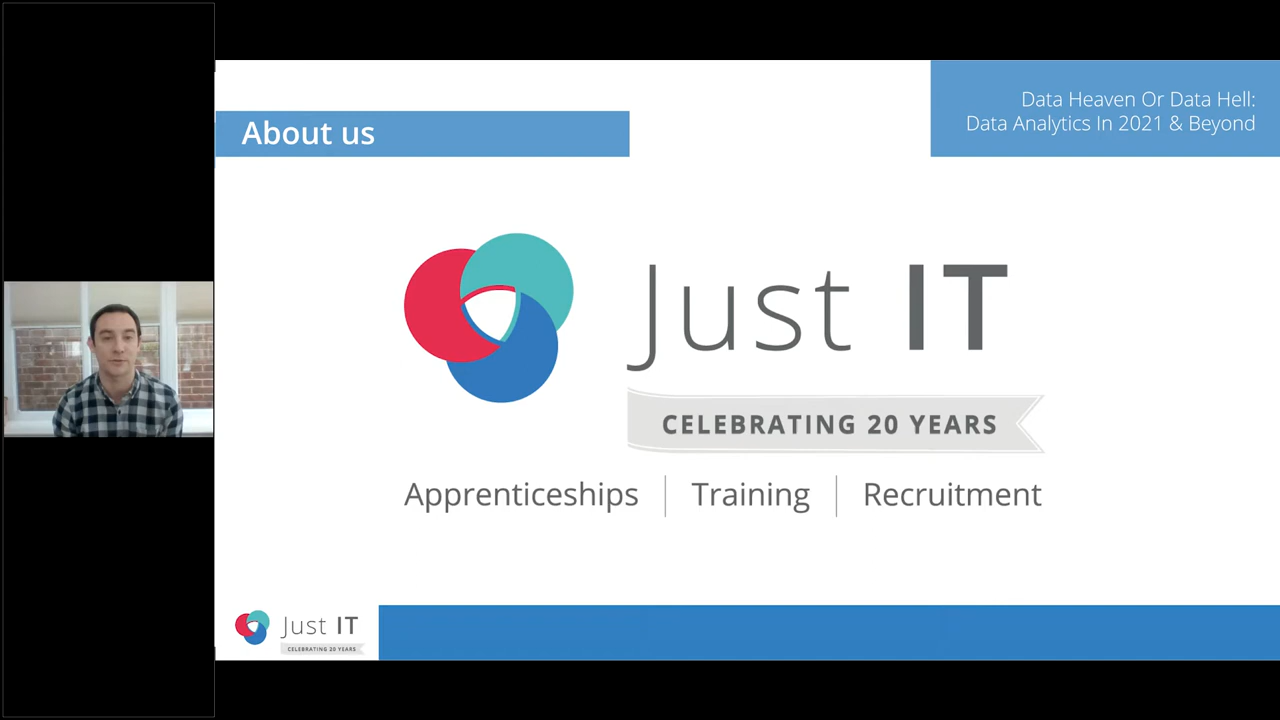 About us
Data Heaven Or Data Hell:
Data Analytics In 2021 & Beyond
Just IT
CELEBRATING 20 YEARS
Apprenticeships | Training | Recruitment
Just IT
CELEBRATING 20 YEARS